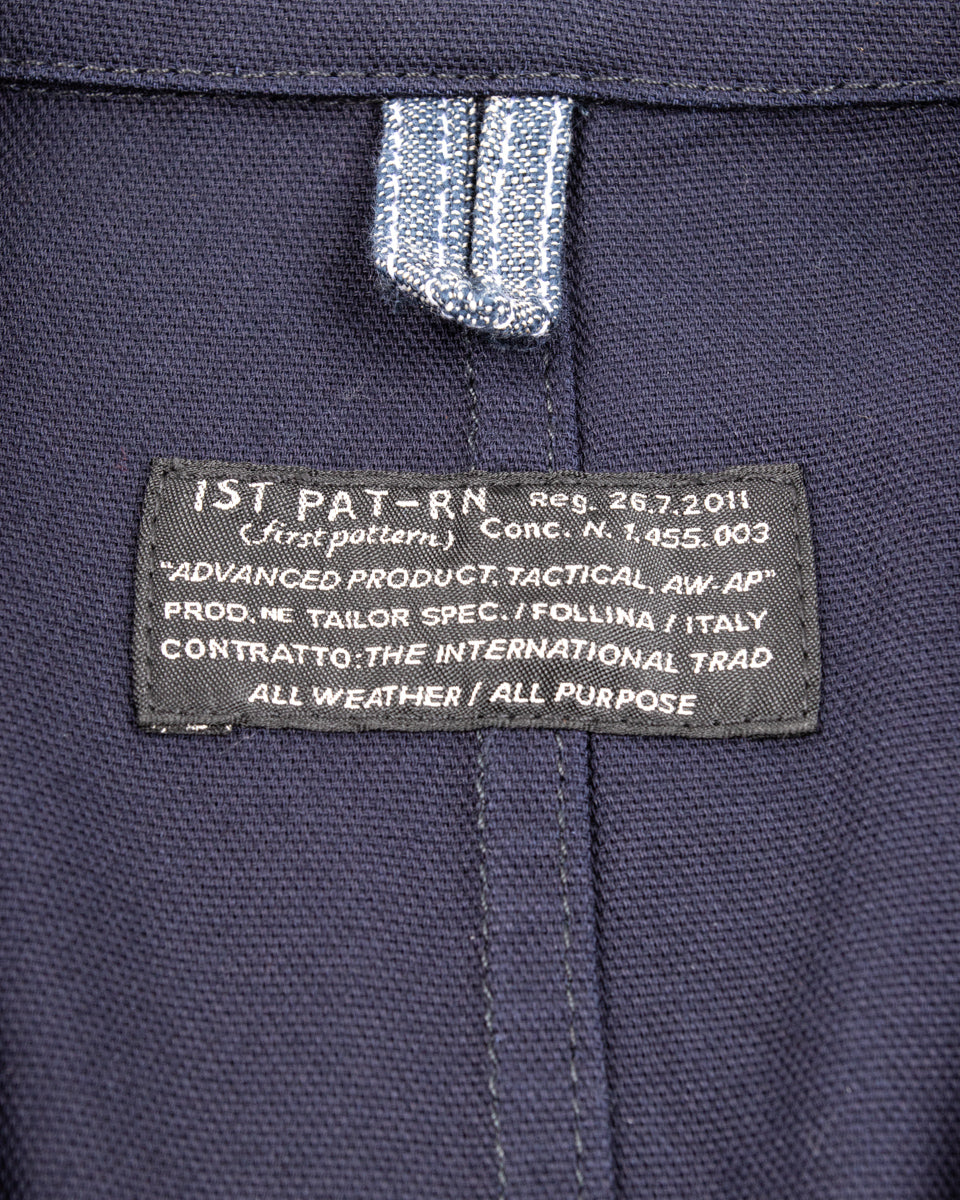 1ST PAT-RN Reg. 26.7.2011
(first pattern) Conc. N. 1.455.003
"ADVANCED PRODUCT. TACTICAL, AW-AP"
PROD. NE TAILOR SPEC. / FOLLINA / ITALY
CONTRATTO: THE INTERNATIONAL TRAD
ALL WEATHER / ALL PURPOSE